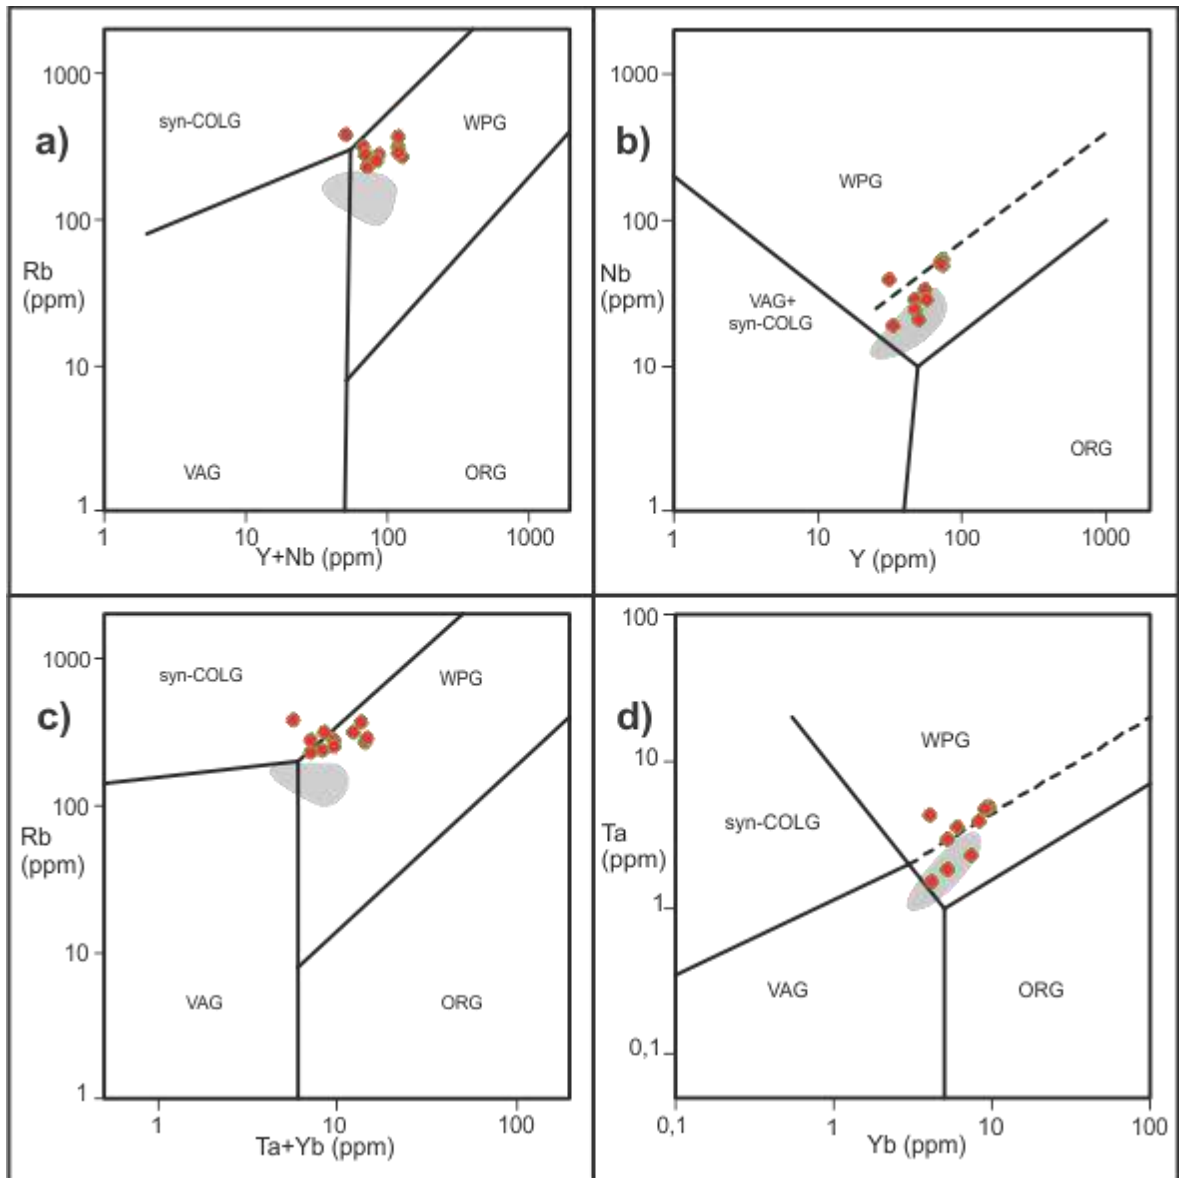 1000
syn-COLG
WPG
a)
100
Rb
(ppm)
10
VAG
ORG
1
1
10
100
1000
Y+Nb (ppm)
1000
b)
WPG
100
Nb
(ppm)
VAG+
syn-COLG
10
ORG
1
1
10
100
1000
Y (ppm)
1000
syn-COLG
WPG
c)
100
Rb
(ppm)
10
VAG
ORG
1
1
10
100
Ta+Yb (ppm)
100
d)
WPG
10
syn-COLG
Ta
(ppm)
1
VAG
ORG
0,1
0,1
1
10
100
Yb (ppm)